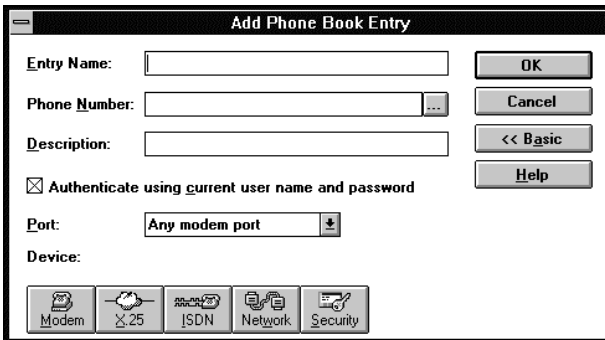 Add Phone Book Entry
Entry Name:
OK
Phone Number:
...
Cancel
Description:
<< Basic
Authenticate using current user name and password
Help
Port:
Any modem port
Device:
Modem
X.25
ISDN
Network
Security